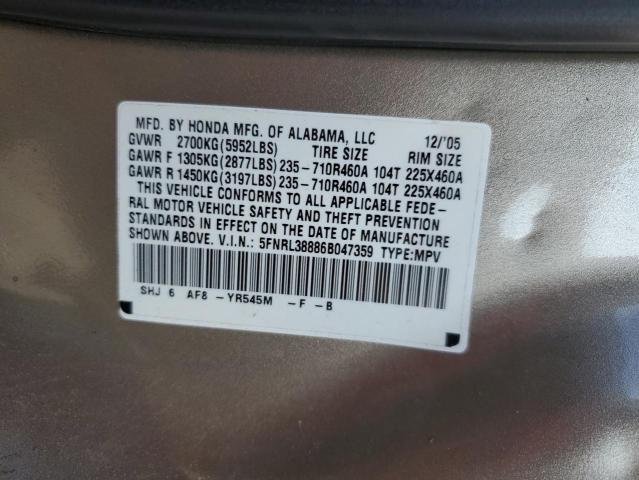 MFD. BY HONDA MFG. OF ALABAMA, LLC 12/'05
GVWR 2700KG(5952LBS) TIRE SIZE RIM SIZE
GAWR F 1305KG(2877LBS)235-710R460A 104T 225X460A
GAWR R 1450KG(3197LBS)235-710R460A 104T 225X460A
THIS VEHICLE CONFORMS TO ALL APPLICABLE FEDE-
RAL MOTOR VEHICLE SAFETY AND THEFT PREVENTION
STANDARDS IN EFFECT ON THE DATE OF MANUFACTURE
SHOWN ABOVE. V.I.N.: 5FNRL38886B047359 TYPE:MPV
SHJ 6 AF8 -YR545M -F -B